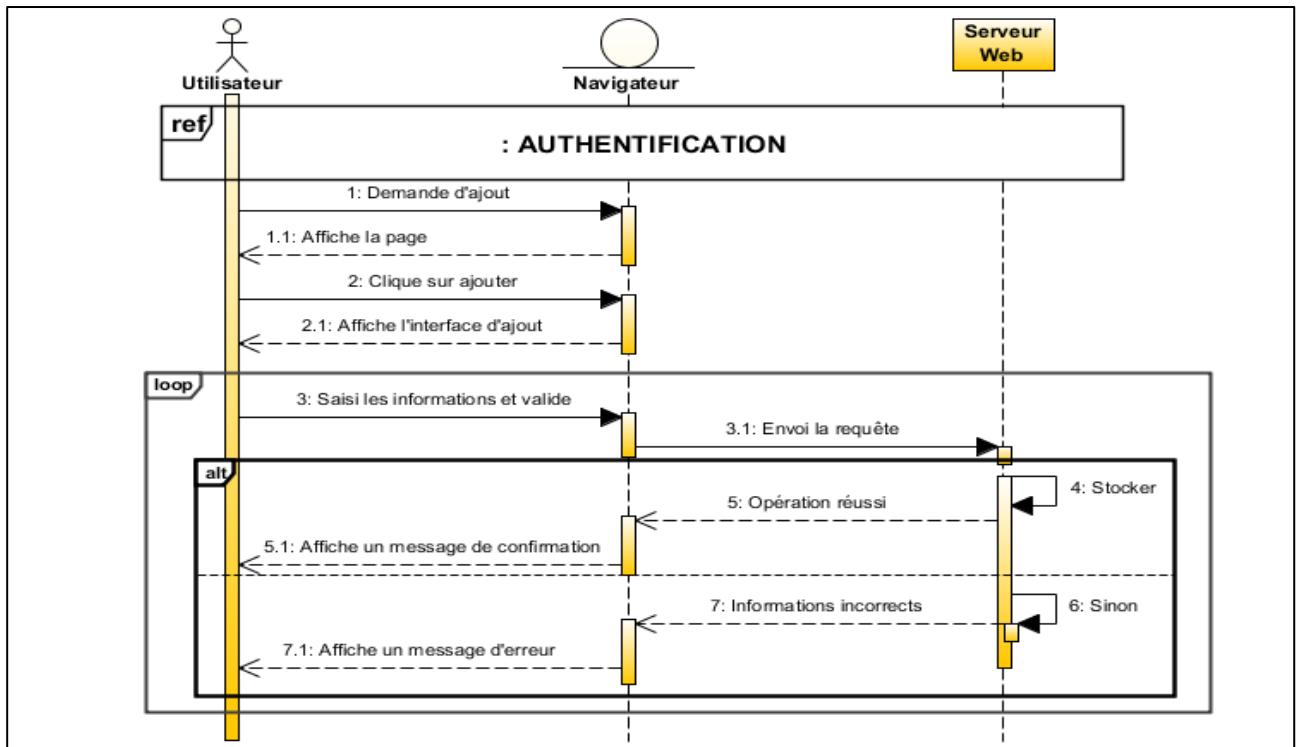 Serveur
Web
Utilisateur
Navigateur
ref
: AUTHENTIFICATION
1: Demande d'ajout
1.1: Affiche la page
2: Clique sur ajouter
2.1: Affiche l'interface d'ajout
loop
3: Saisi les informations et valide
3.1: Envoi la requête
alt
4: Stocker
5: Opération réussi
5.1: Affiche un message de confirmation
7: Informations incorrects
6: Sinon
7.1: Affiche un message d'erreur